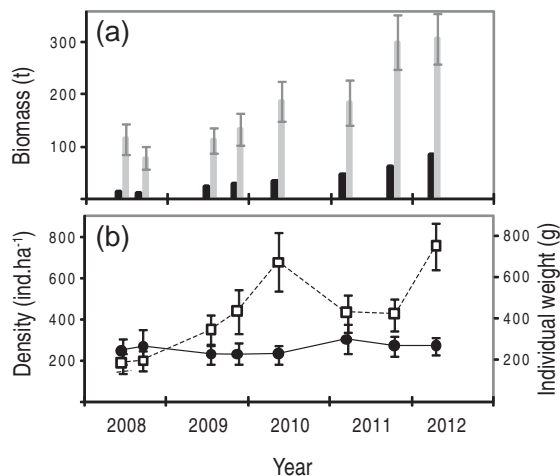 (a)
Biomass (t)
300
200
100
(b)
Density (ind.ha-1)
800
600
400
200
Individual weight (g)
800
600
400
200
2008 2009 2010 2011 2012
Year